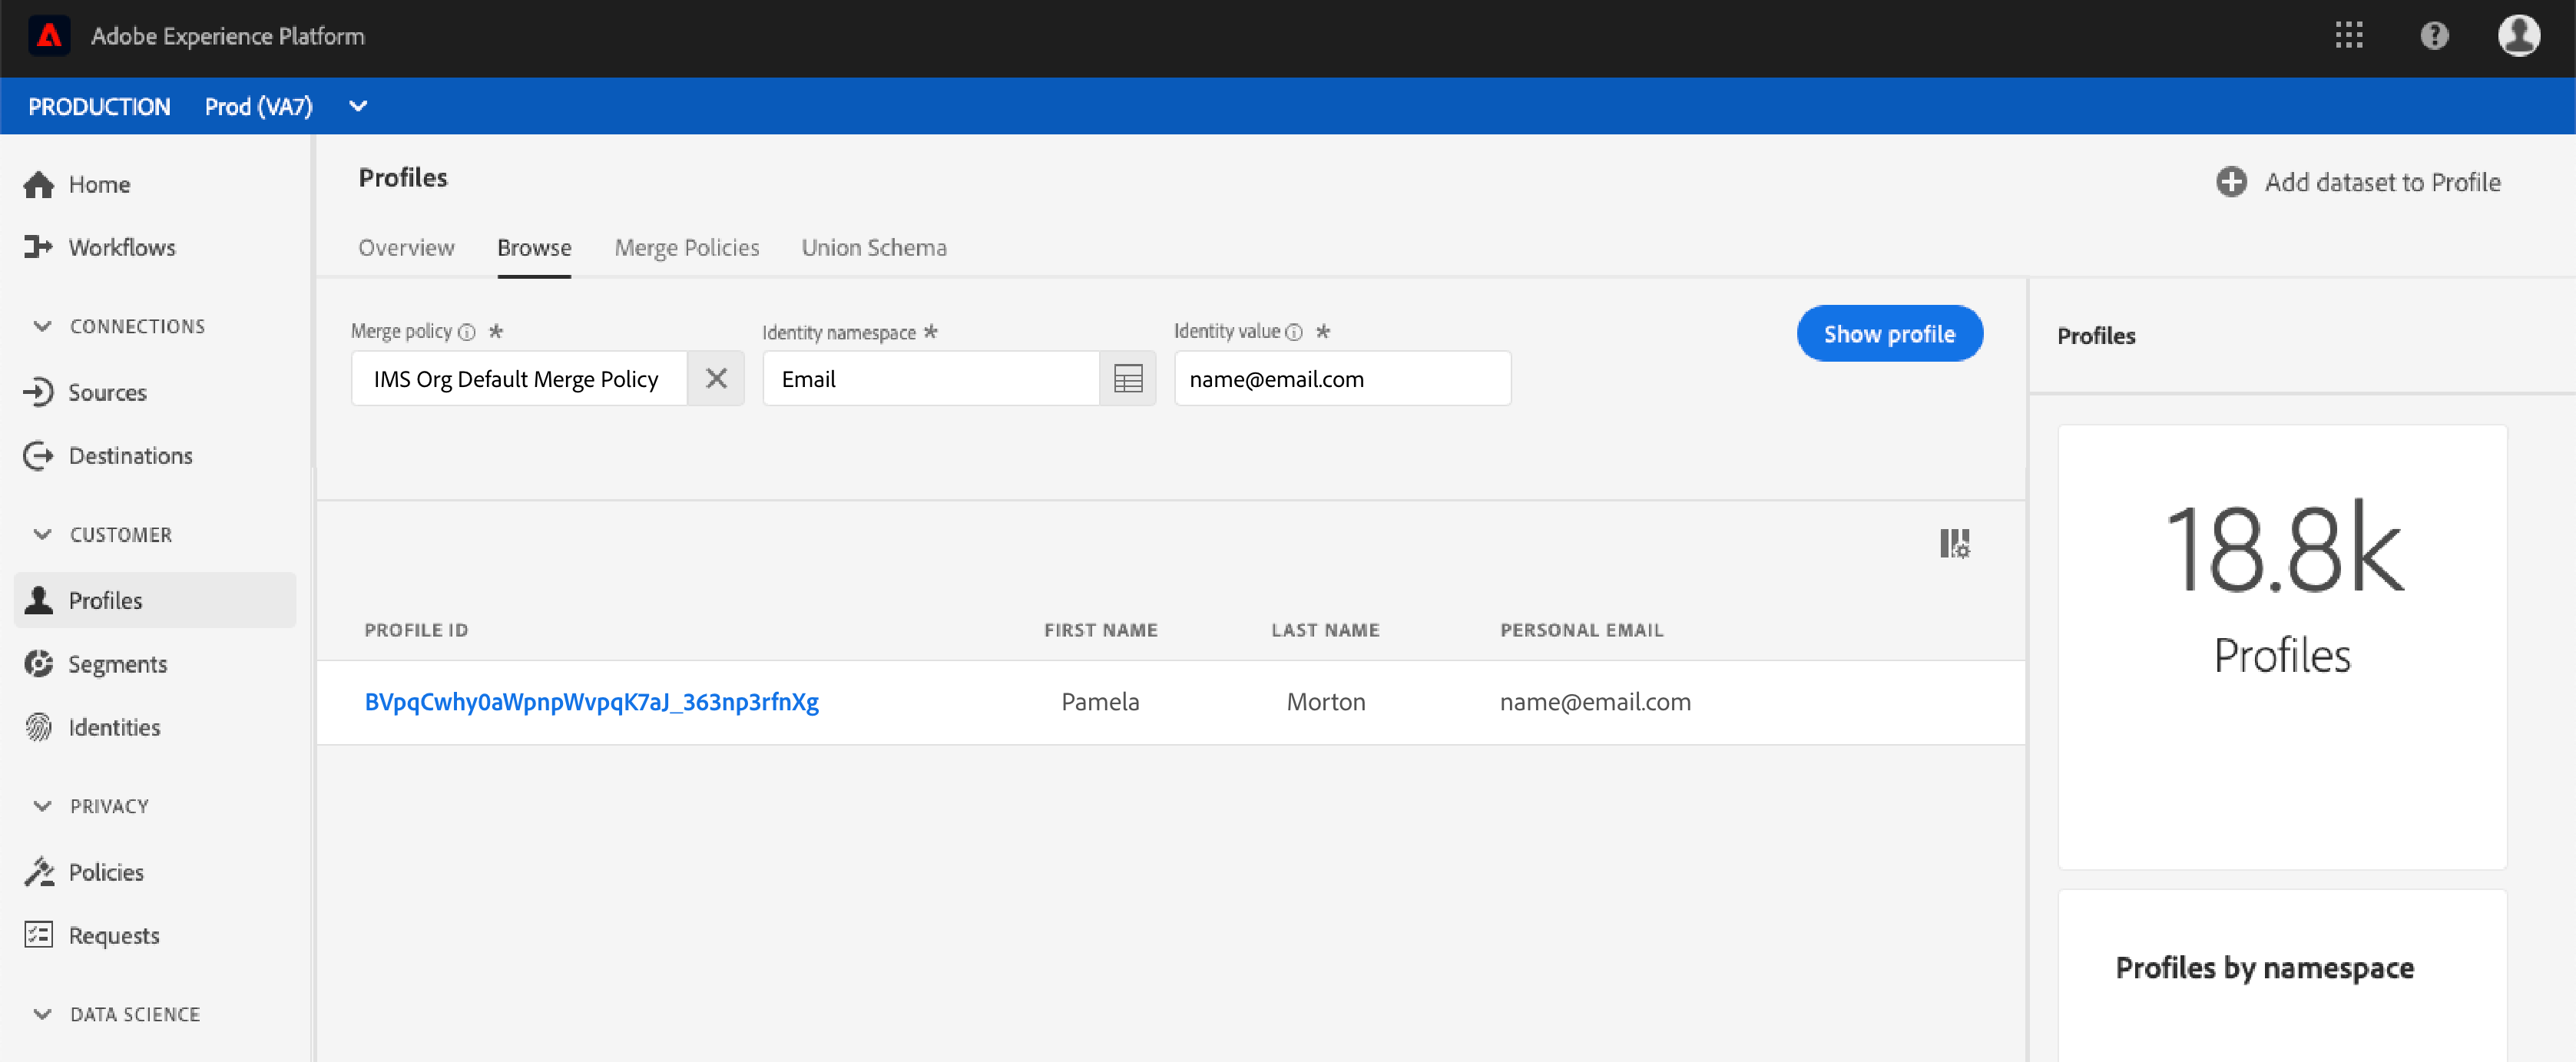 Adobe Experience Platform
PRODUCTION Prod (VA7)
Home
Workflows
CONNECTIONS
Sources
Destinations
CUSTOMER
Profiles
Segments
Identities
PRIVACY
Policies
Requests
DATA SCIENCE
Profiles
Add dataset to Profile
Overview Browse Merge Policies Union Schema
Merge policy * Identity namespace * Identity value *
IMS Org Default Merge Policy Email name@email.com
Show profile
PROFILE ID FIRST NAME LAST NAME PERSONAL EMAIL
BVpqCwhy0aWpnpWvpqK7aJ_363np3rfnXg Pamela Morton name@email.com
Profiles
18.8k
Profiles
Profiles by namespace